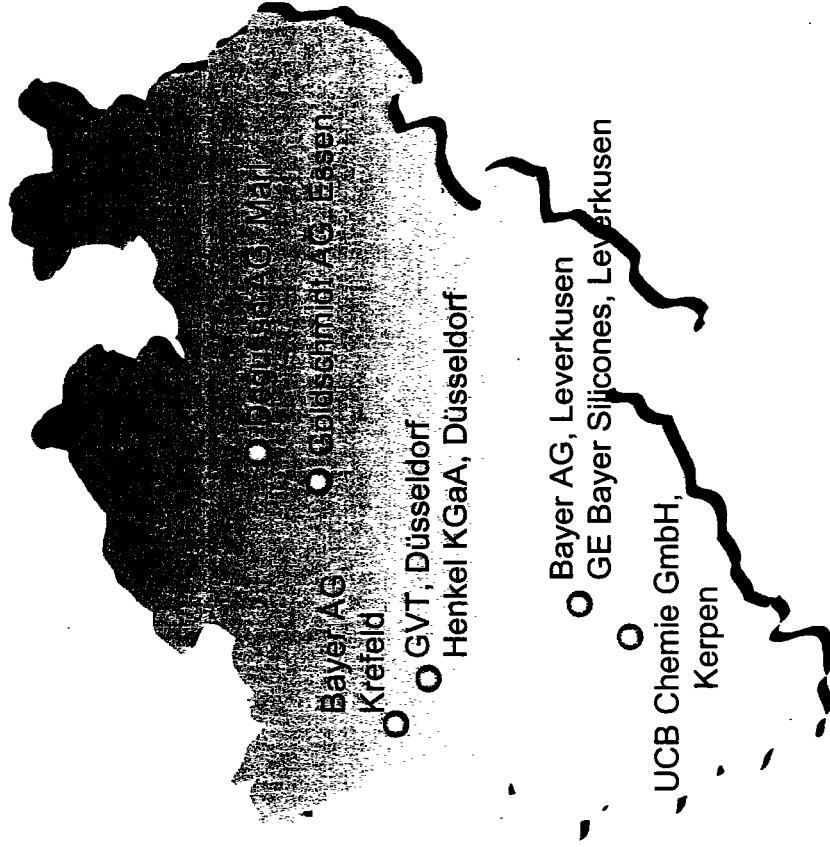 Degussa AG, Marl
Goldschmidt AG, Essen
Bayer AG
Krefeld
GVT, Düsseldorf
Henkel KGaA, Düsseldorf
Bayer AG, Leverkusen
GE Bayer Silicones, Leverkusen
UCB Chemie GmbH,
Kerpen